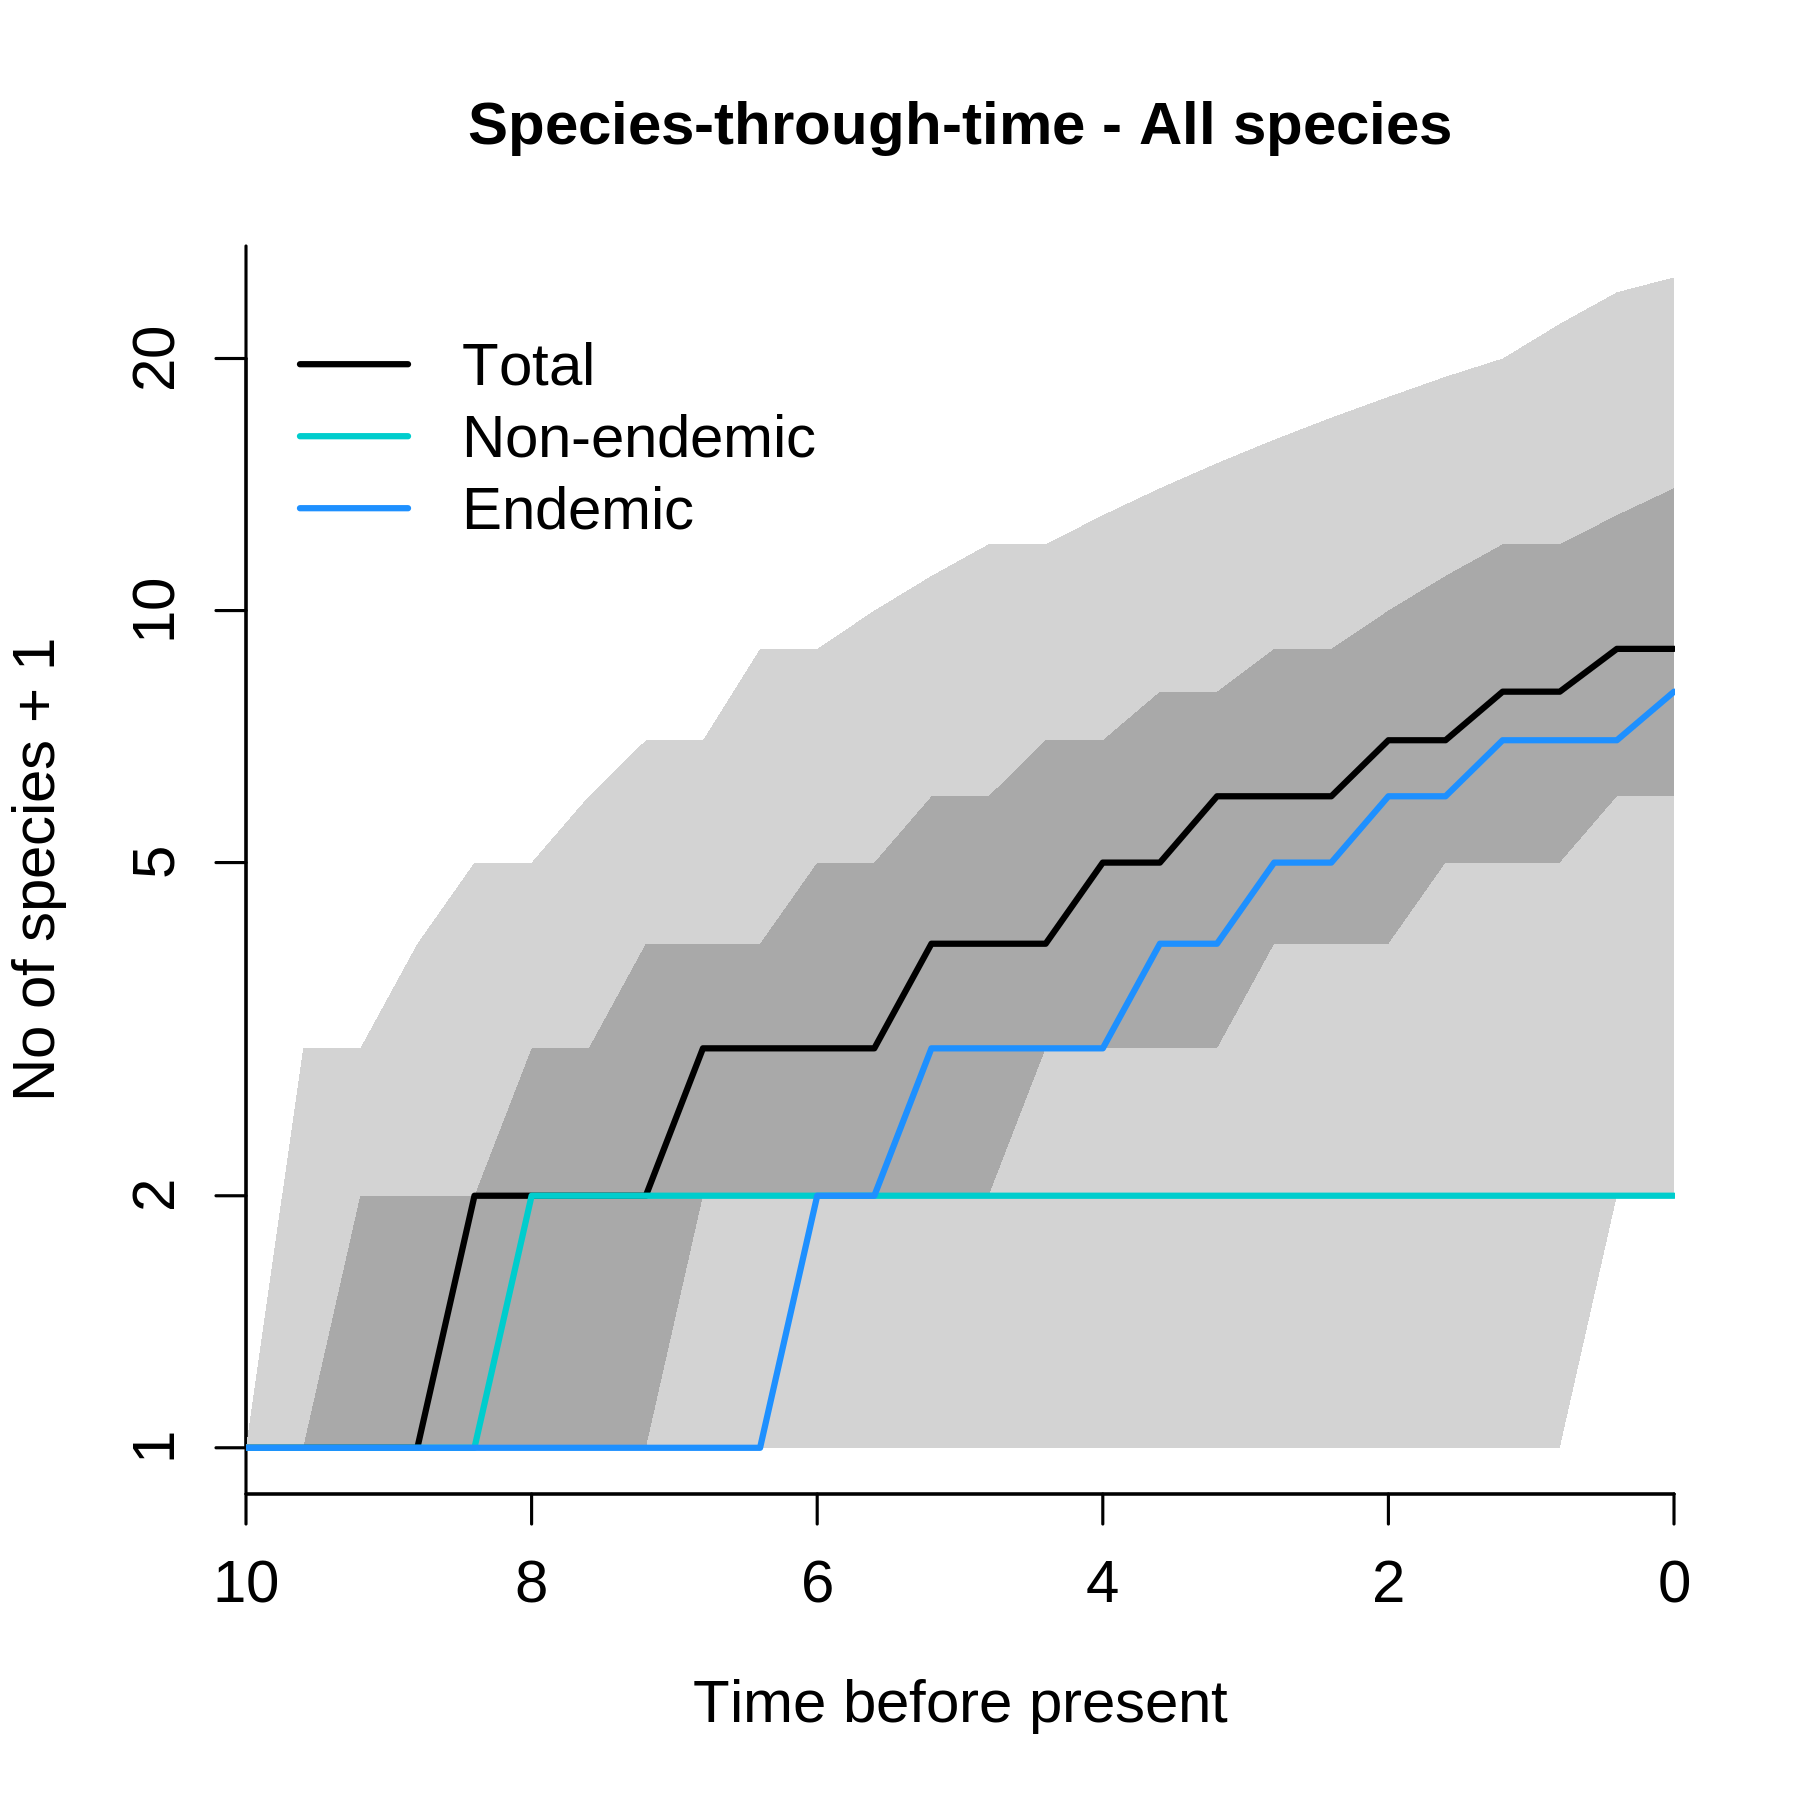 Species-through-time - All species
Total
Non-endemic
Endemic
No of species + 1
20
10
5
2
1
10 8 6 4 2 0
Time before present